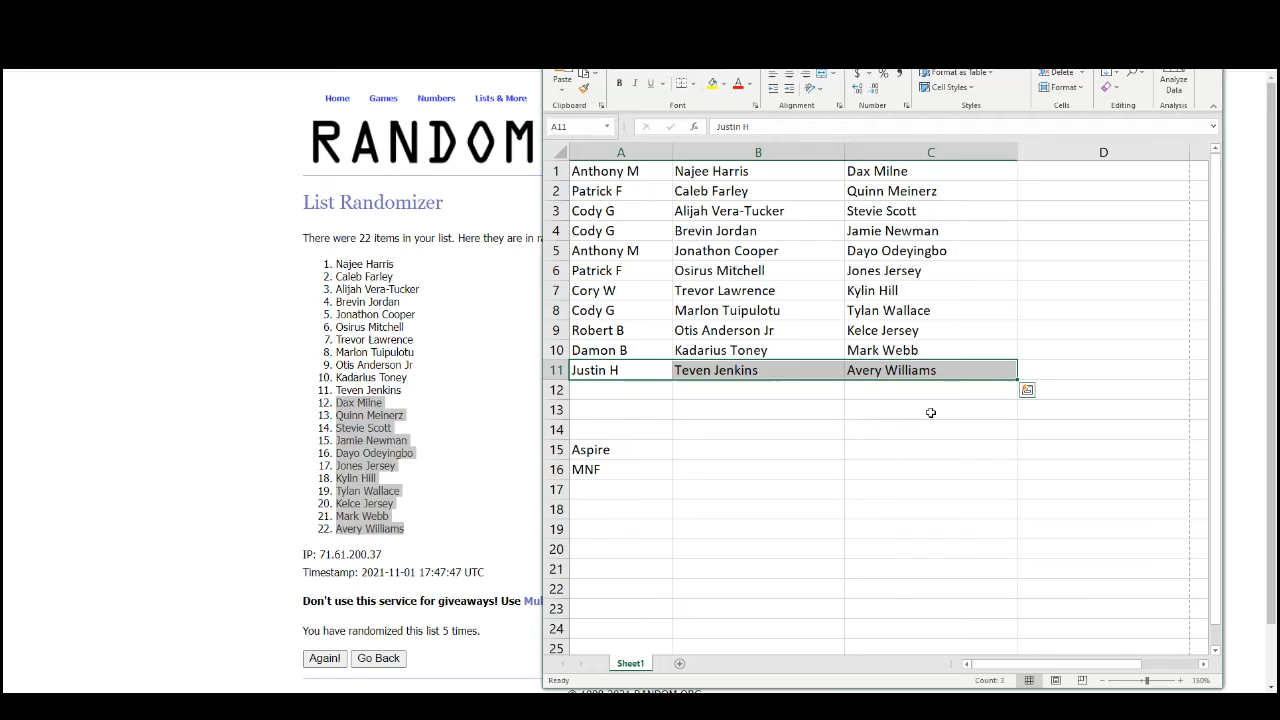 Home Games Numbers Lists & More
RANDOM
List Randomizer
There were 22 items in your list. Here they are in
1. Najee Harris
2. Caleb Farley
3. Alijah Vera-Tucker
4. Brevin Jordan
5. Jonathon Cooper
6. Osirus Mitchell
7. Trevor Lawrence
8. Marlon Tuipulotu
9. Otis Anderson Jr
10. Kadarius Toney
11. Teven Jenkins
12. Dax Milne
13. Quinn Meinerz
14. Stevie Scott
15. Jamie Newman
16. Dayo Odeyingbo
17. Jones Jersey
18. Kylin Hill
19. Tylan Wallace
20. Kelce Jersey
21. Mark Webb
22. Avery Williams
IP: 71.61.200.37
Timestamp: 2021-11-01 17:47:47 UTC
Don't use this service for giveaways! Use
You have randomized this list 5 times.
Again! Go Back
Paste B I U $ % Format as Table Cell Styles Delete Format Analyze Data
Clipboard Font Alignment Number Styles Cells Editing Analysis
A11 fx Justin H
A B C D
1 Anthony M Najee Harris Dax Milne
2 Patrick F Caleb Farley Quinn Meinerz
3 Cody G Alijah Vera-Tucker Stevie Scott
4 Cody G Brevin Jordan Jamie Newman
5 Anthony M Jonathon Cooper Dayo Odeyingbo
6 Patrick F Osirus Mitchell Jones Jersey
7 Cory W Trevor Lawrence Kylin Hill
8 Cody G Marlon Tuipulotu Tylan Wallace
9 Robert B Otis Anderson Jr Kelce Jersey
10 Damon B Kadarius Toney Mark Webb
11 Justin H Teven Jenkins Avery Williams
12
13
14
15 Aspire
16 MNF
17
18
19
20
21
22
23
24
25
Sheet1
Ready Count: 3 150%